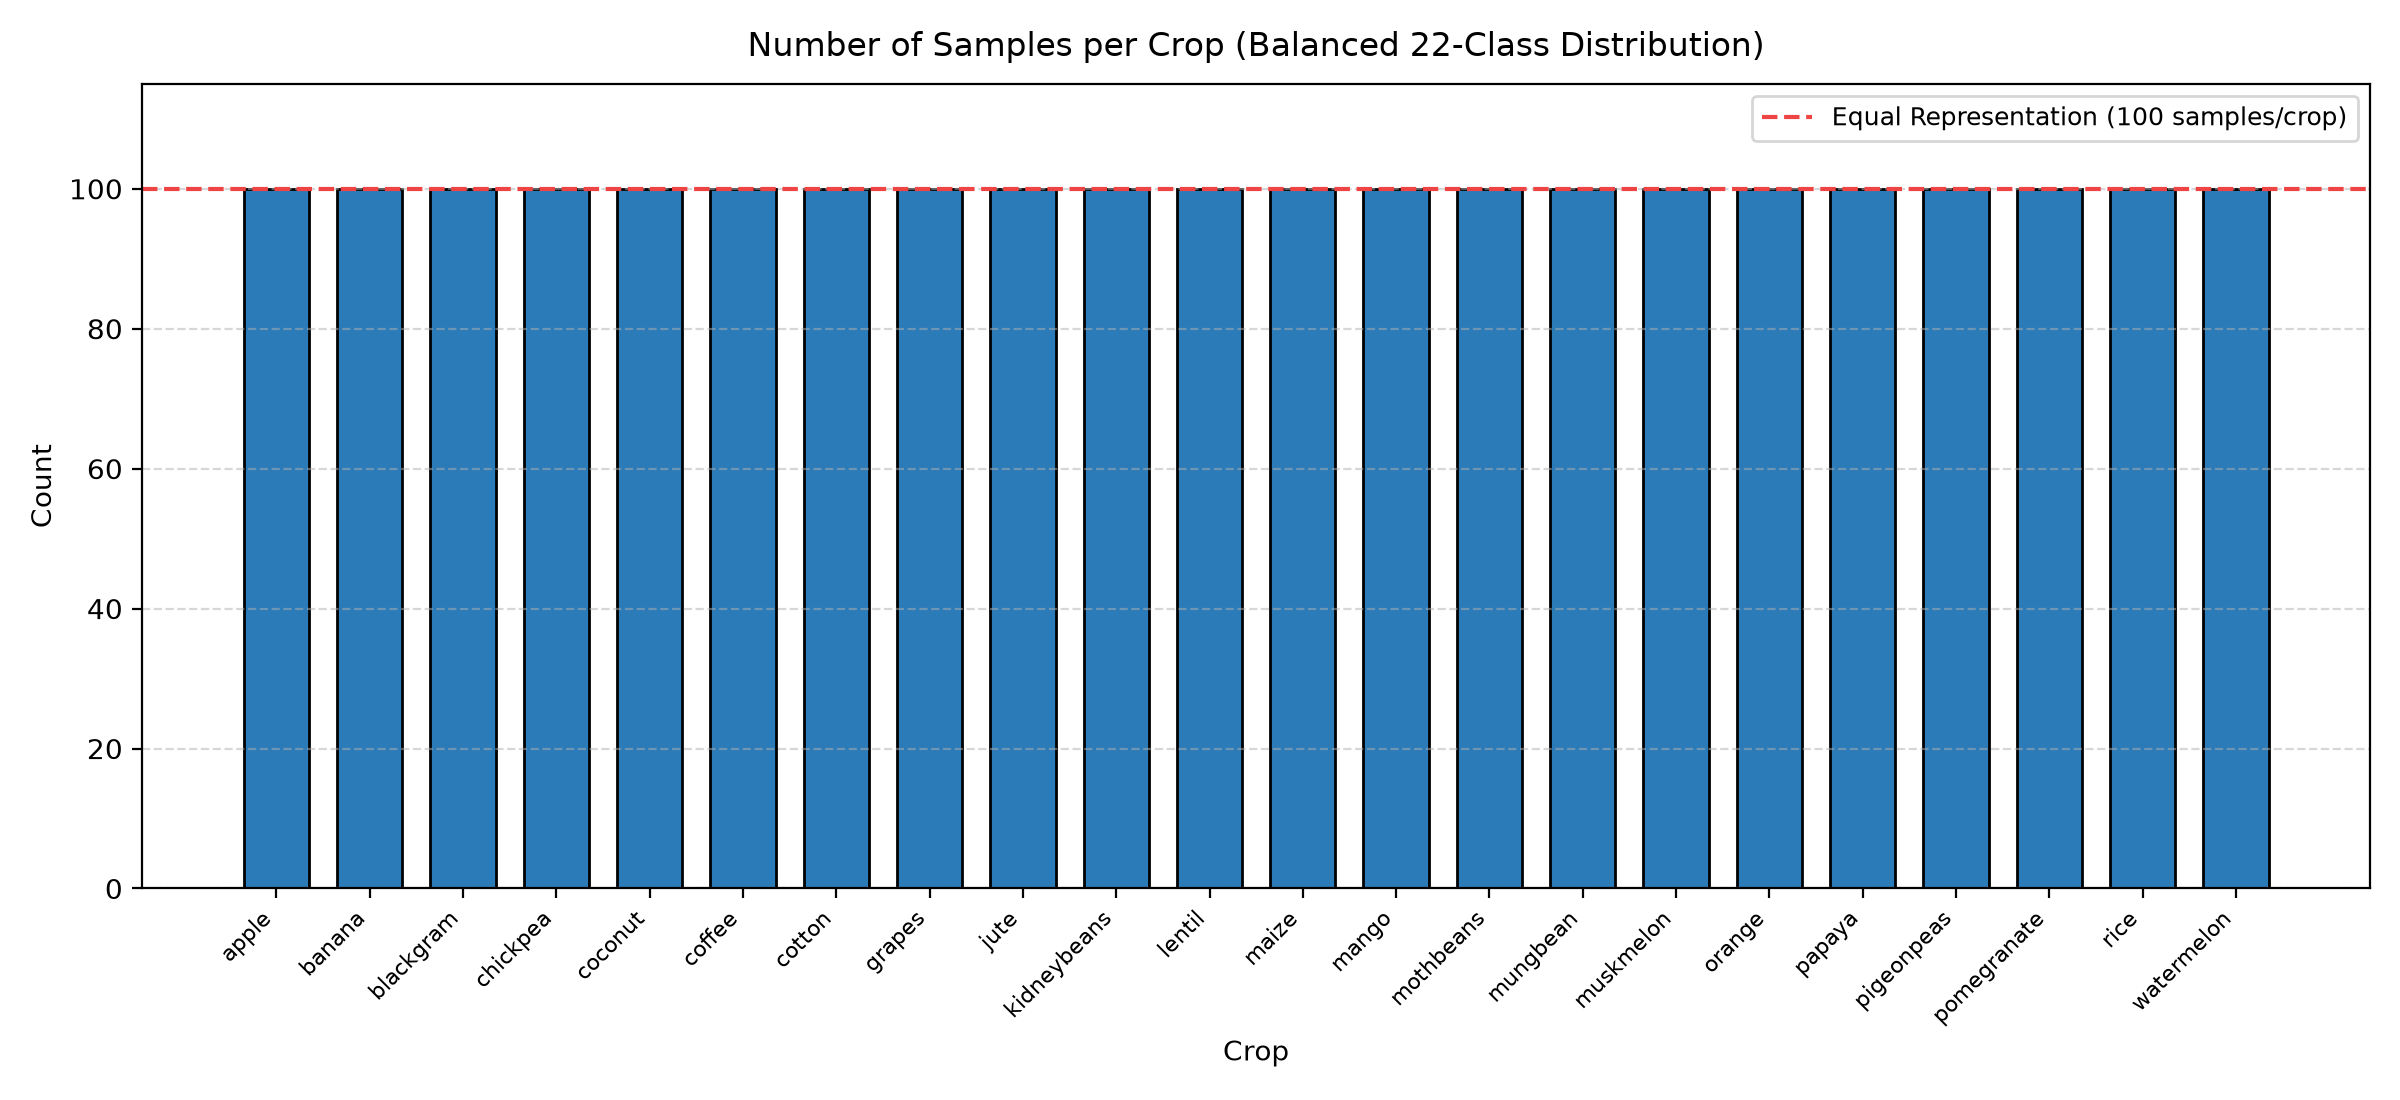 Number of Samples per Crop (Balanced 22-Class Distribution)
Equal Representation (100 samples/crop)
100
80
60
40
20
0
Count
apple
banana
blackgram
chickpea
coconut
coffee
cotton
grapes
jute
kidneybeans
lentil
maize
mango
mothbeans
mungbean
muskmelon
orange
papaya
pigeonpeas
pomegranate
rice
watermelon
Crop